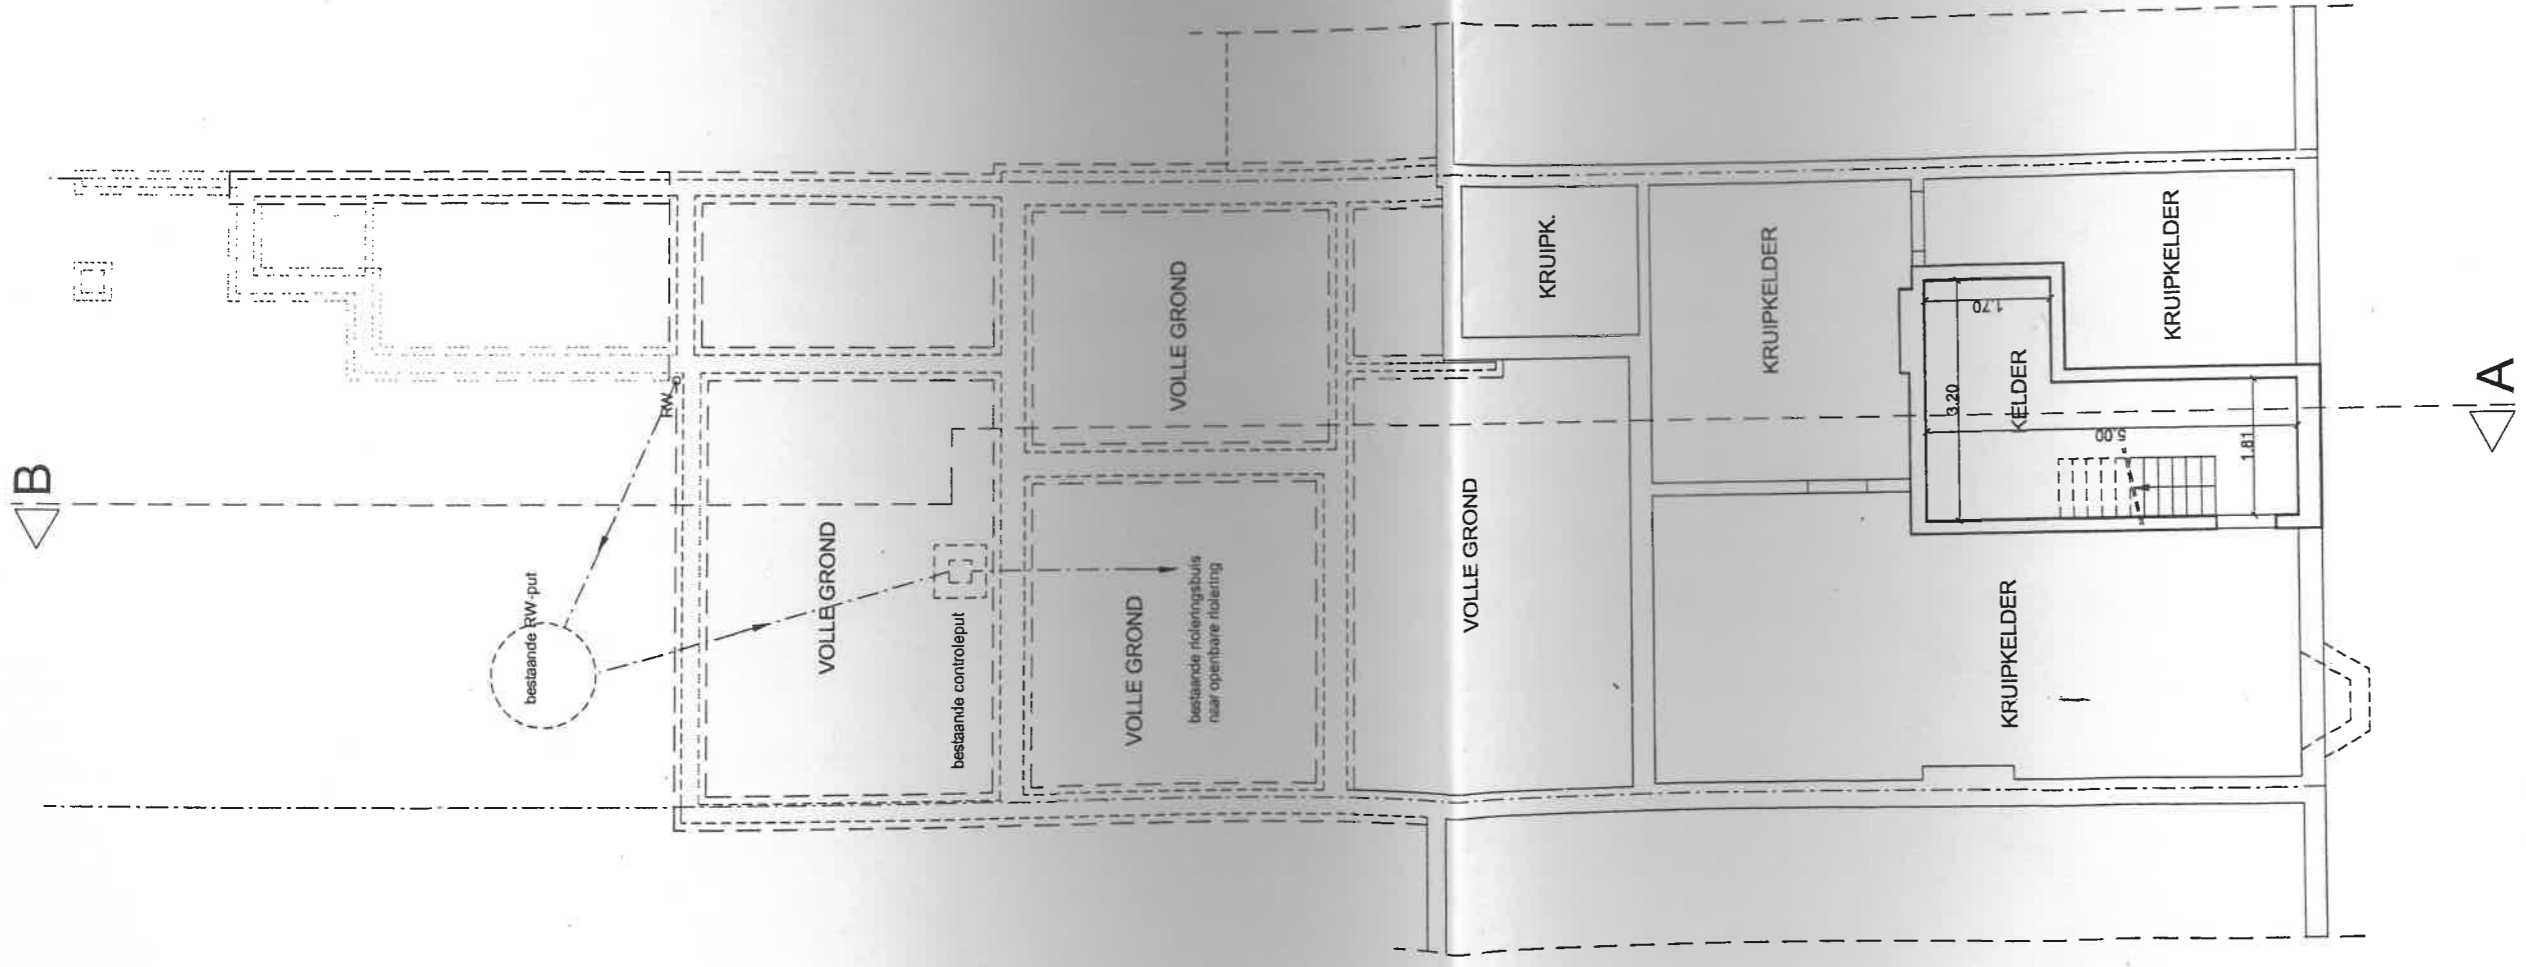 B
bestaande RW-put
RW
VOLLE GROND
bestaande controleput
VOLLE GROND
VOLLE GROND
bestaande rioleringsbuis
naar openbare riolering
VOLLE GROND
KRUIPK.
KRUIPKELDER
KRUIPKELDER
KRUIPKELDER
KELDER
1.70
3.20
5.00
1.81
A